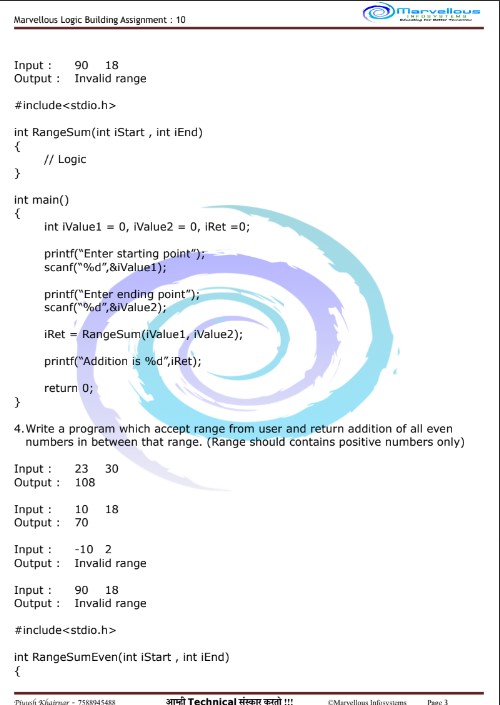 Marvellous Logic Building Assignment : 10
Marvellous
INFOSYSTEMS
Educating for Better Tomorrow
Input : 90 18
Output : Invalid range
#include<stdio.h>
int RangeSum(int iStart , int iEnd)
{
// Logic
}
int main()
{
int iValue1 = 0, iValue2 = 0, iRet =0;
printf(“Enter starting point”);
scanf(“%d”,&iValue1);
printf(“Enter ending point”);
scanf(“%d”,&iValue2);
iRet = RangeSum(iValue1, iValue2);
printf(“Addition is %d”,iRet);
return 0;
}
4.Write a program which accept range from user and return addition of all even
numbers in between that range. (Range should contains positive numbers only)
Input : 23 30
Output : 108
Input : 10 18
Output : 70
Input : -10 2
Output : Invalid range
Input : 90 18
Output : Invalid range
#include<stdio.h>
int RangeSumEven(int iStart , int iEnd)
{
Piyush Khairnar - 7588945488 आम्ही Technical संस्कार करतो !!! ©Marvellous Infosystems Page 3